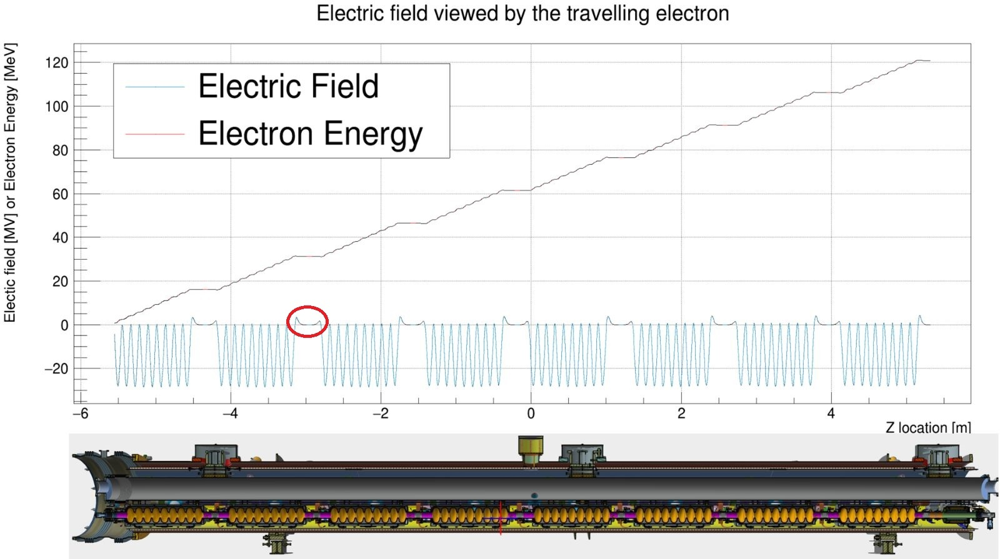 Electric field viewed by the travelling electron
Electic field [MV] or Electron Energy [MeV]
120
100
80
60
40
20
0
−20
Electric Field
Electron Energy
−6
−4
−2
0
2
4
Z location [m]